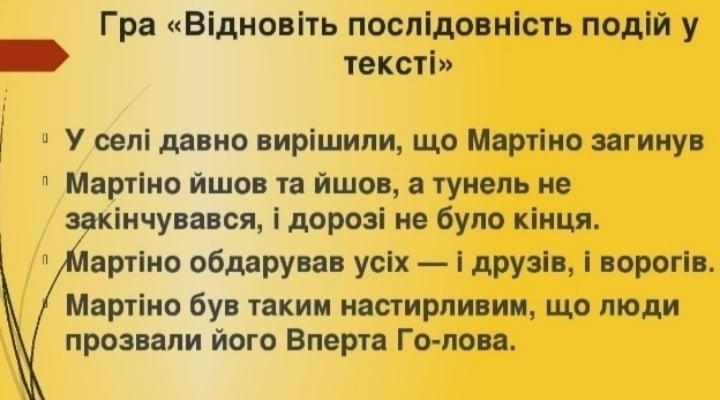 Гра «Відновіть послідовність подій у
тексті»
У селі давно вирішили, що Мартіно загинув
Мартіно йшов та йшов, а тунель не
закінчувався, і дорозі не було кінця.
Мартіно обдарував усіх — і друзів, і ворогів.
Мартіно був таким настирливим, що люди
прозвали його Вперта Го-лова.